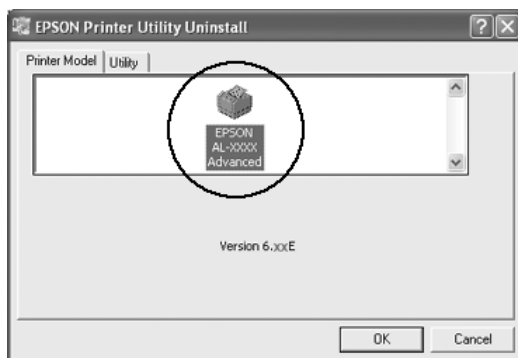 EPSON Printer Utility Uninstall
Printer Model
Utility
EPSON
AL-XXXX
Advanced
Version 6.xxE
OK
Cancel